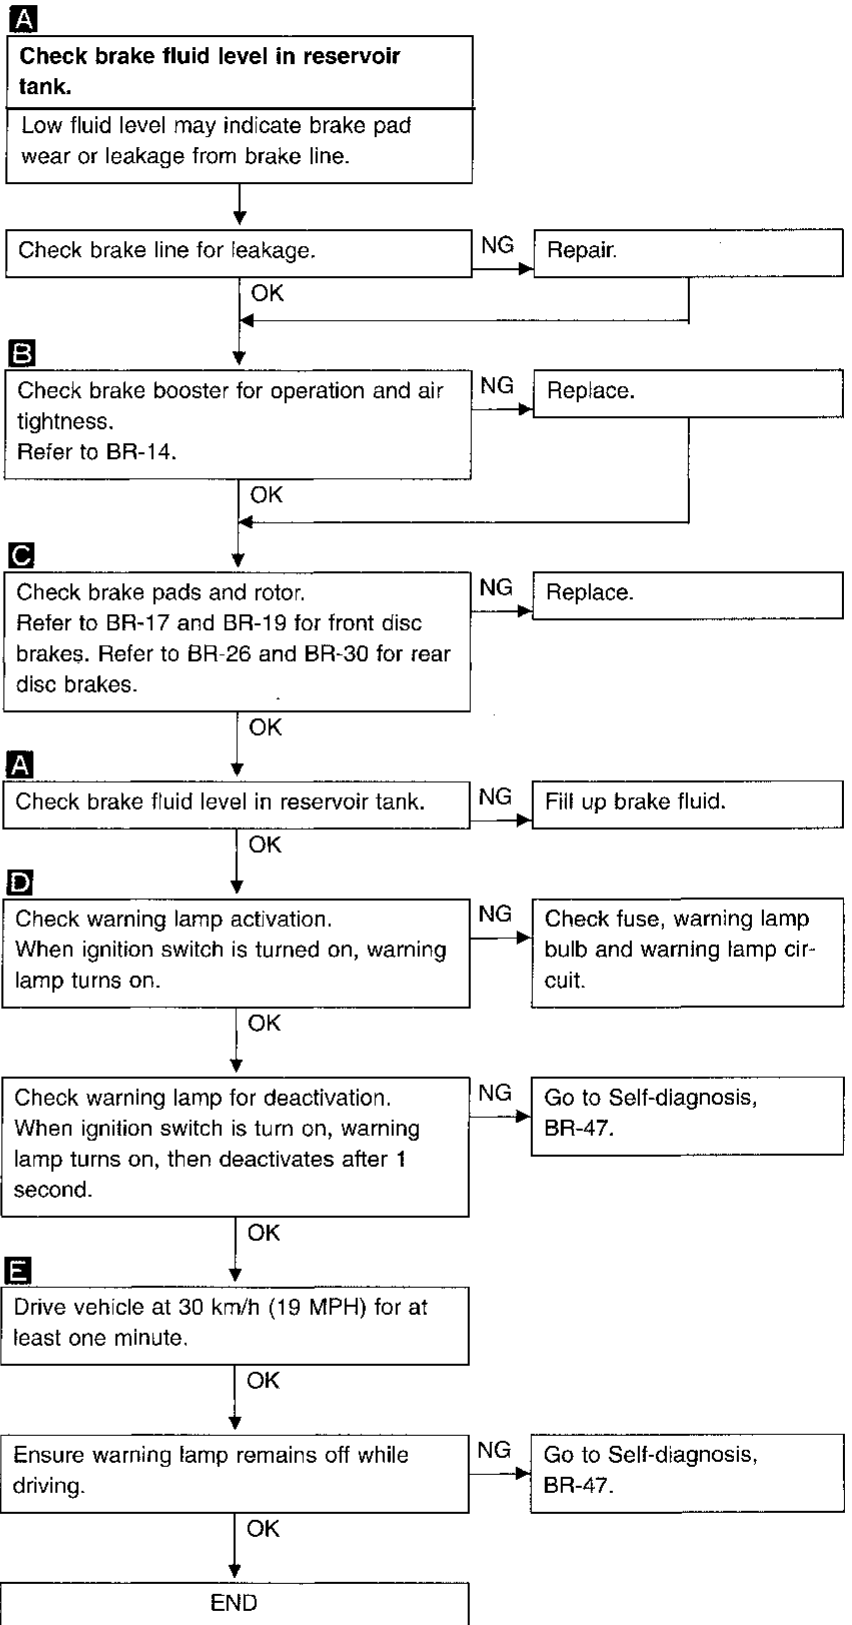 A
Check brake fluid level in reservoir
tank.
Low fluid level may indicate brake pad
wear or leakage from brake line.
Check brake line for leakage.
NG
Repair.
OK
B
Check brake booster for operation and air
tightness.
Refer to BR-14.
NG
Replace.
OK
C
Check brake pads and rotor.
Refer to BR-17 and BR-19 for front disc
brakes. Refer to BR-26 and BR-30 for rear
disc brakes.
NG
Replace.
OK
A
Check brake fluid level in reservoir tank.
NG
Fill up brake fluid.
OK
D
Check warning lamp activation.
When ignition switch is turned on, warning
lamp turns on.
NG
Check fuse, warning lamp
bulb and warning lamp cir-
cuit.
OK
Check warning lamp for deactivation.
When ignition switch is turn on, warning
lamp turns on, then deactivates after 1
second.
NG
Go to Self-diagnosis,
BR-47.
OK
E
Drive vehicle at 30 km/h (19 MPH) for at
least one minute.
OK
Ensure warning lamp remains off while
driving.
NG
Go to Self-diagnosis,
BR-47.
OK
END